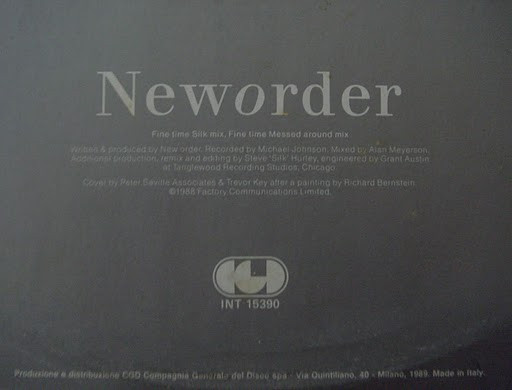 Neworder
Fine time Silk mix, Fine time Messed around mix
Written & produced by New order. Recorded by Michael Johnson. Mixed by Alan Meyerson.
Additional production, remix and editing by Steve 'Silk' Hurley, engineered by Grant Austin
at Tanglewood Recording Studios, Chicago.
Cover by Peter Saville Associates & Trevor Key after a painting by Richard Bernstein.
©1988 Factory Communications Limited.
CGD
INT 15390
Produzione e distribuzione CGD Compagnia Generale del Disco spa - Via Quintiliano, 40 - Milano, 1989. Made in Italy.